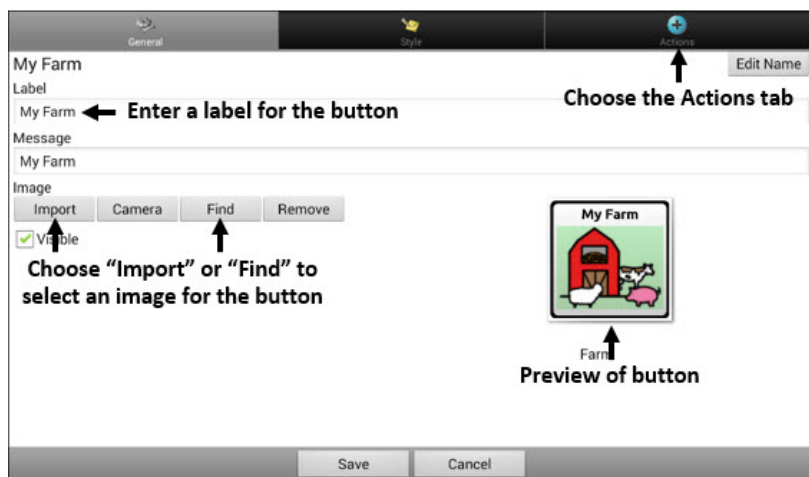 General
Style
Actions
My Farm
Edit Name
Choose the Actions tab
Label
My Farm
Enter a label for the button
Message
My Farm
Image
Import
Camera
Find
Remove
Visible
Choose “Import” or “Find” to
select an image for the button
My Farm
Farm
Preview of button
Save
Cancel